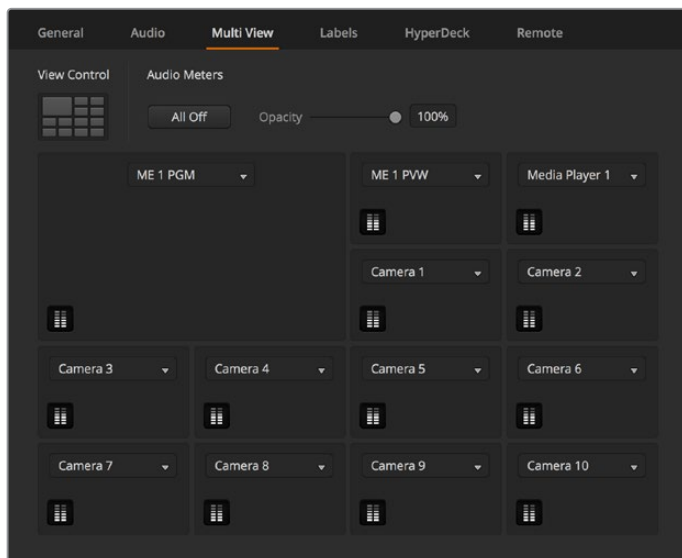 General Audio Multi View Labels HyperDeck Remote
View Control Audio Meters
All Off Opacity 100%
ME 1 PGM ME 1 PVW Media Player 1
Camera 1 Camera 2
Camera 3 Camera 4 Camera 5 Camera 6
Camera 7 Camera 8 Camera 9 Camera 10